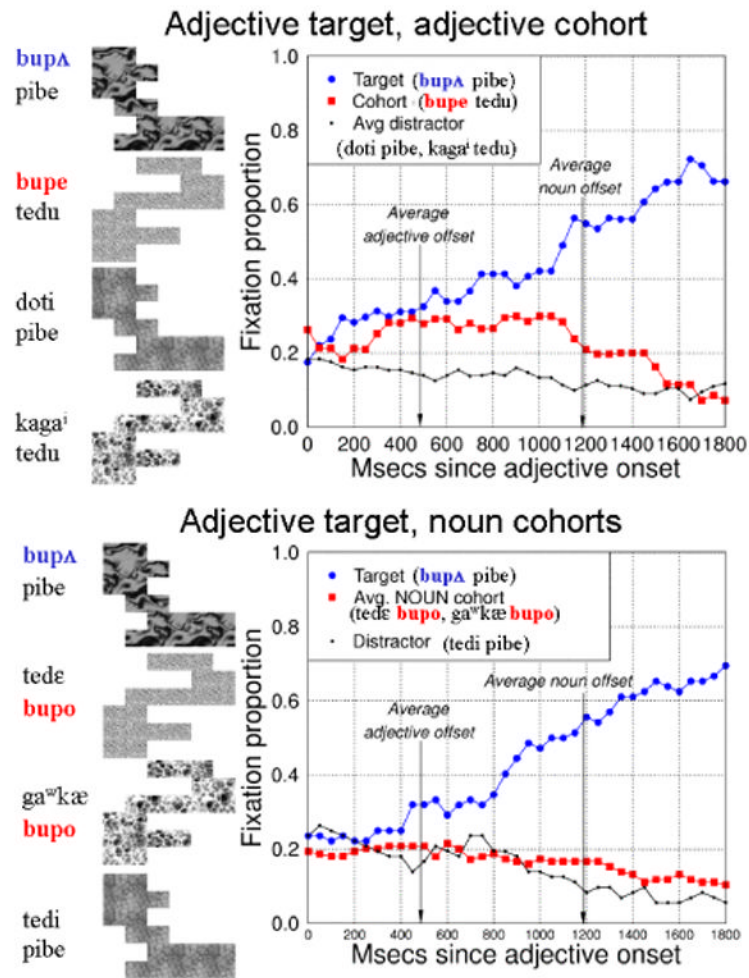 Adjective target, adjective cohort
bupʌ
pibe
bupe
tedu
doti
pibe
kagaⁱ
tedu
Fixation proportion
1.0
0.8
0.6
0.4
0.2
0.0
Target (bupʌ pibe)
Cohort (bupe tedu)
Avg distractor
(doti pibe, kagaⁱ tedu)
Average
noun offset
Average
adjective offset
0 200 400 600 800 1000 1200 1400 1600 1800
Msecs since adjective onset
Adjective target, noun cohorts
bupʌ
pibe
tedɛ
bupo
gaʷkæ
bupo
tedi
pibe
Fixation proportion
1.0
0.8
0.6
0.4
0.2
0.0
Target (bupʌ pibe)
Avg. NOUN cohort
(tedɛ bupo, gaʷkæ bupo)
Distractor (tedi pibe)
Average noun offset
Average
adjective offset
0 200 400 600 800 1000 1200 1400 1600 1800
Msecs since adjective onset